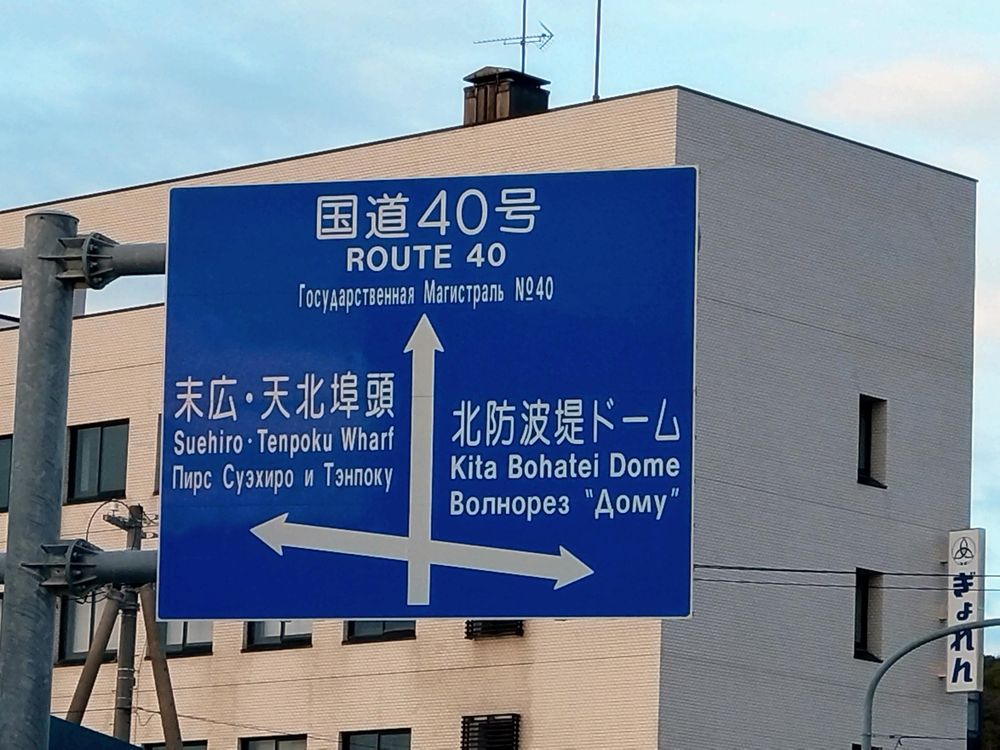 国道40号
ROUTE 40
Государственная Магистраль №40
末広・天北埠頭
Suehiro・Tenpoku Wharf
Пирс Суэхиро и Тэнпоку
北防波堤ドーム
Kita Bohatei Dome
Волнорез “Дому”
ぎょれん